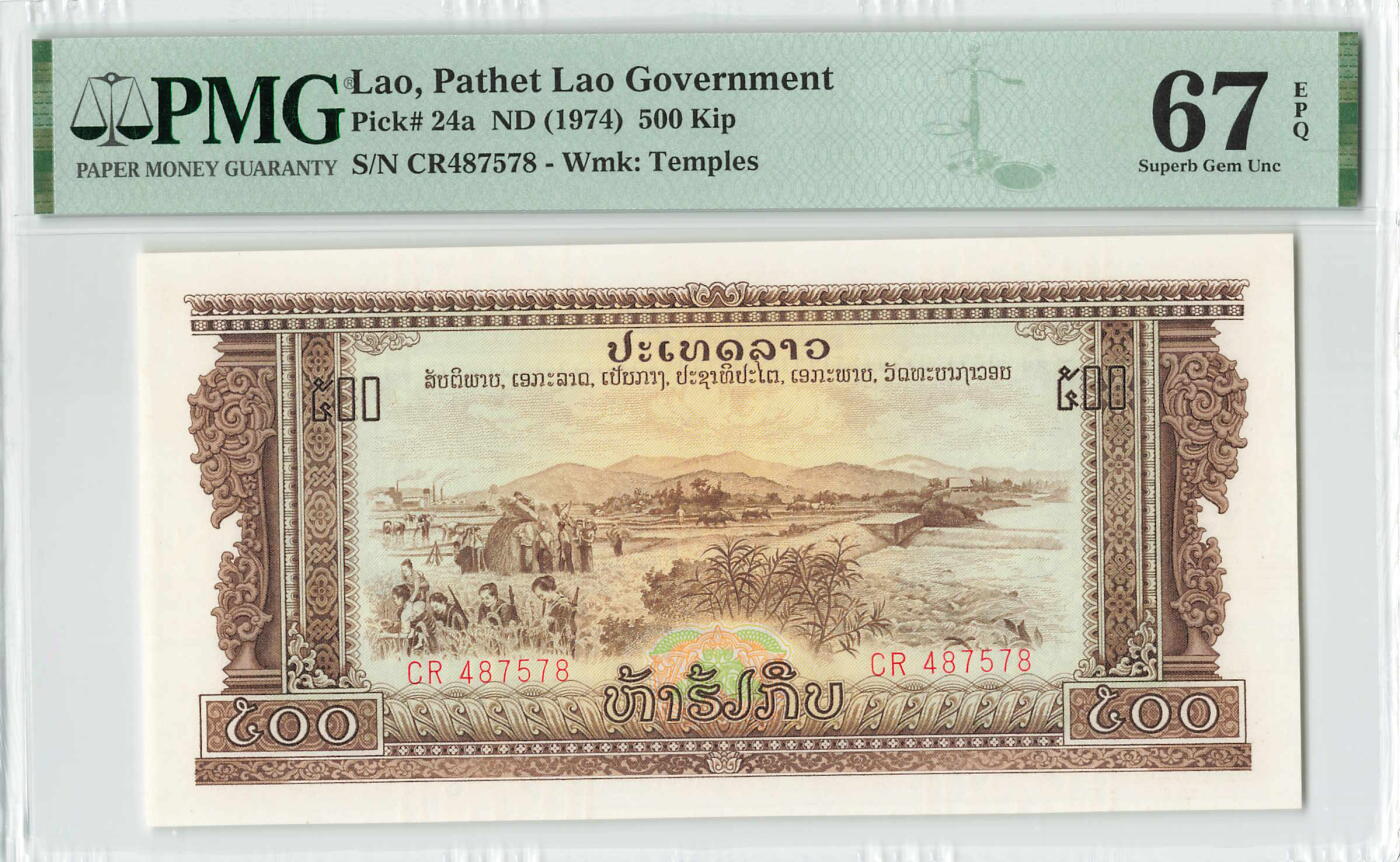 PMG®
PAPER MONEY GUARANTY
Lao, Pathet Lao Government
Pick# 24a ND (1974) 500 Kip
S/N CR487578 - Wmk: Temples
67
EPQ
Superb Gem Unc
ປະເທດລາວ
ສັນຕິພາບ, ເອກະລາດ, ເປັນກາງ, ປະຊາທິປະໄຕ, ເອກະພາບ, ວັດທະນາຖາວອນ
໕໐໐
໕໐໐
CR 487578
CR 487578
ຫ້າຮ້ຽກີບ
໕໐໐
໕໐໐